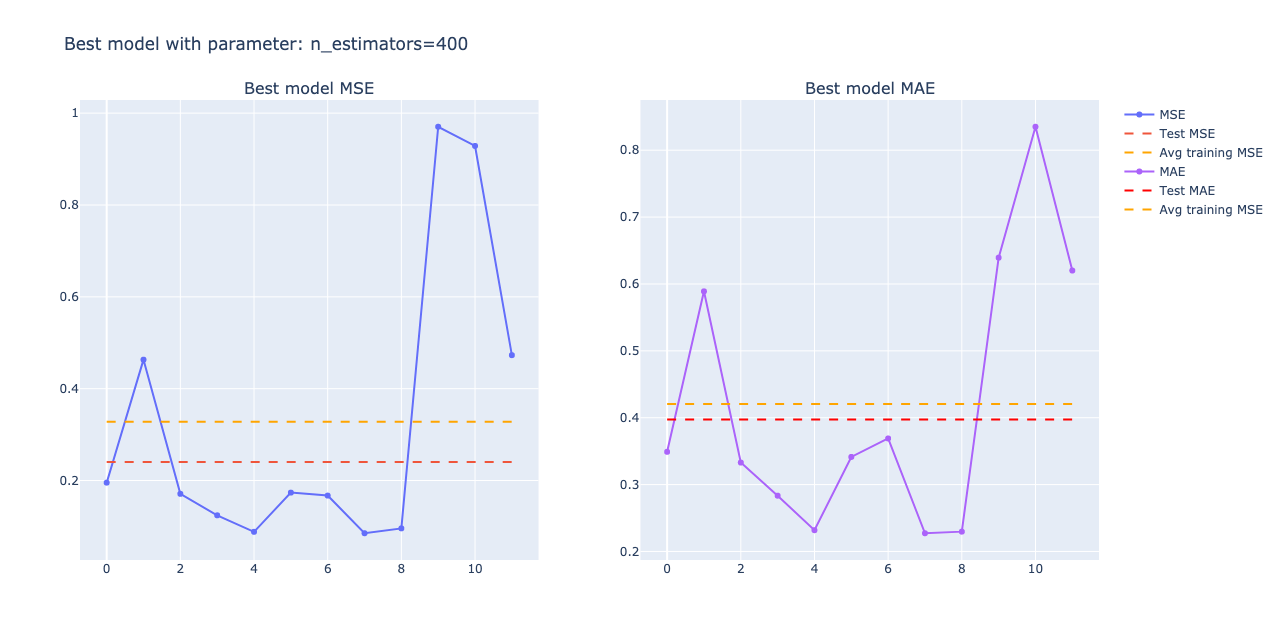 Best model with parameter: n_estimators=400
Best model MSE
1
0.8
0.6
0.4
0.2
0 2 4 6 8 10
Best model MAE
0.8
0.7
0.6
0.5
0.4
0.3
0.2
0 2 4 6 8 10
MSE
Test MSE
Avg training MSE
MAE
Test MAE
Avg training MSE